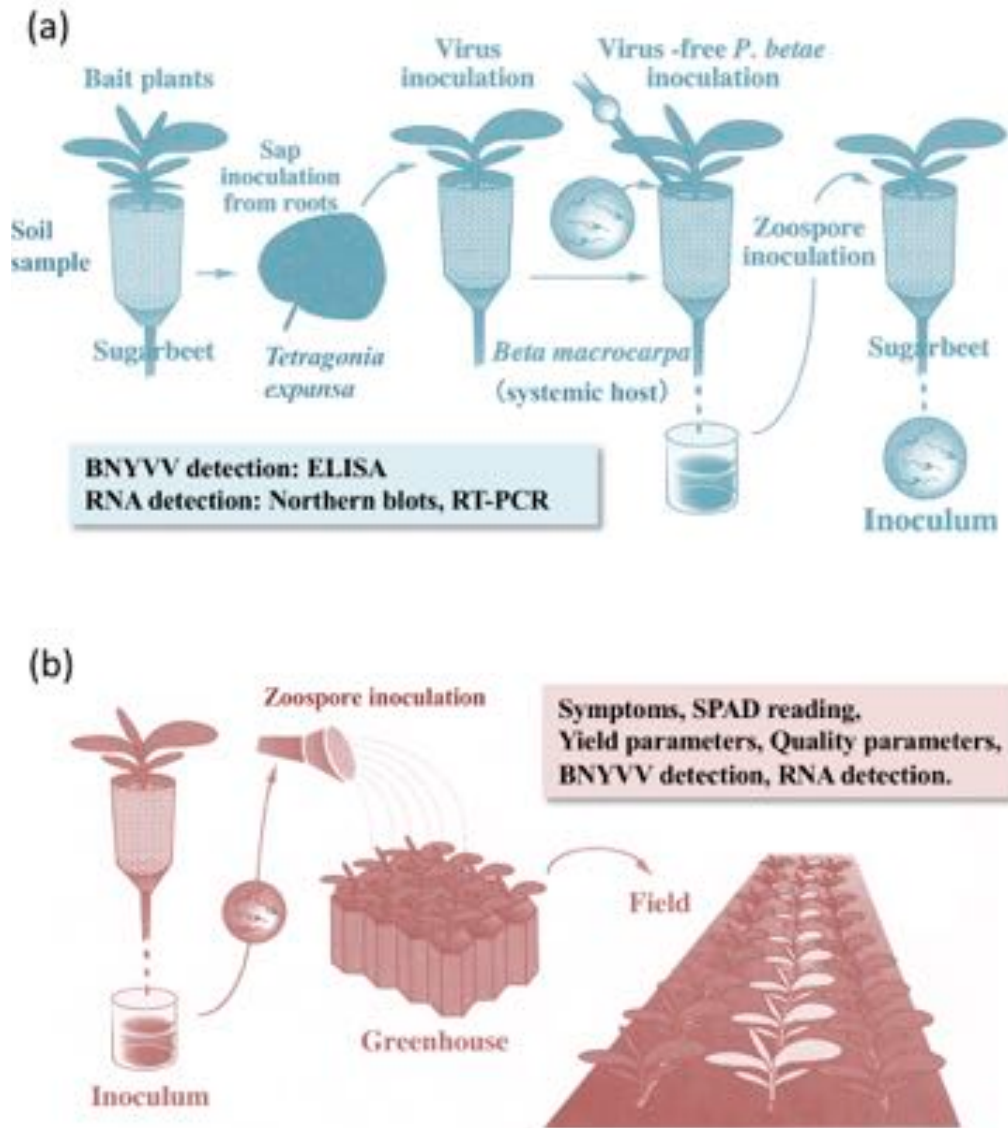 (a)
Bait plants
Soil
sample
Sugarbeet
Sap
inoculation
from roots
Tetragonia
expansa
Virus
inoculation
Virus -free P. betae
inoculation
Beta macrocarpa
(systemic host)
Zoospore
inoculation
Sugarbeet
Inoculum
BNYVV detection: ELISA
RNA detection: Northern blots, RT-PCR
(b)
Zoospore inoculation
Symptoms, SPAD reading,
Yield parameters, Quality parameters,
BNYVV detection, RNA detection.
Field
Greenhouse
Inoculum